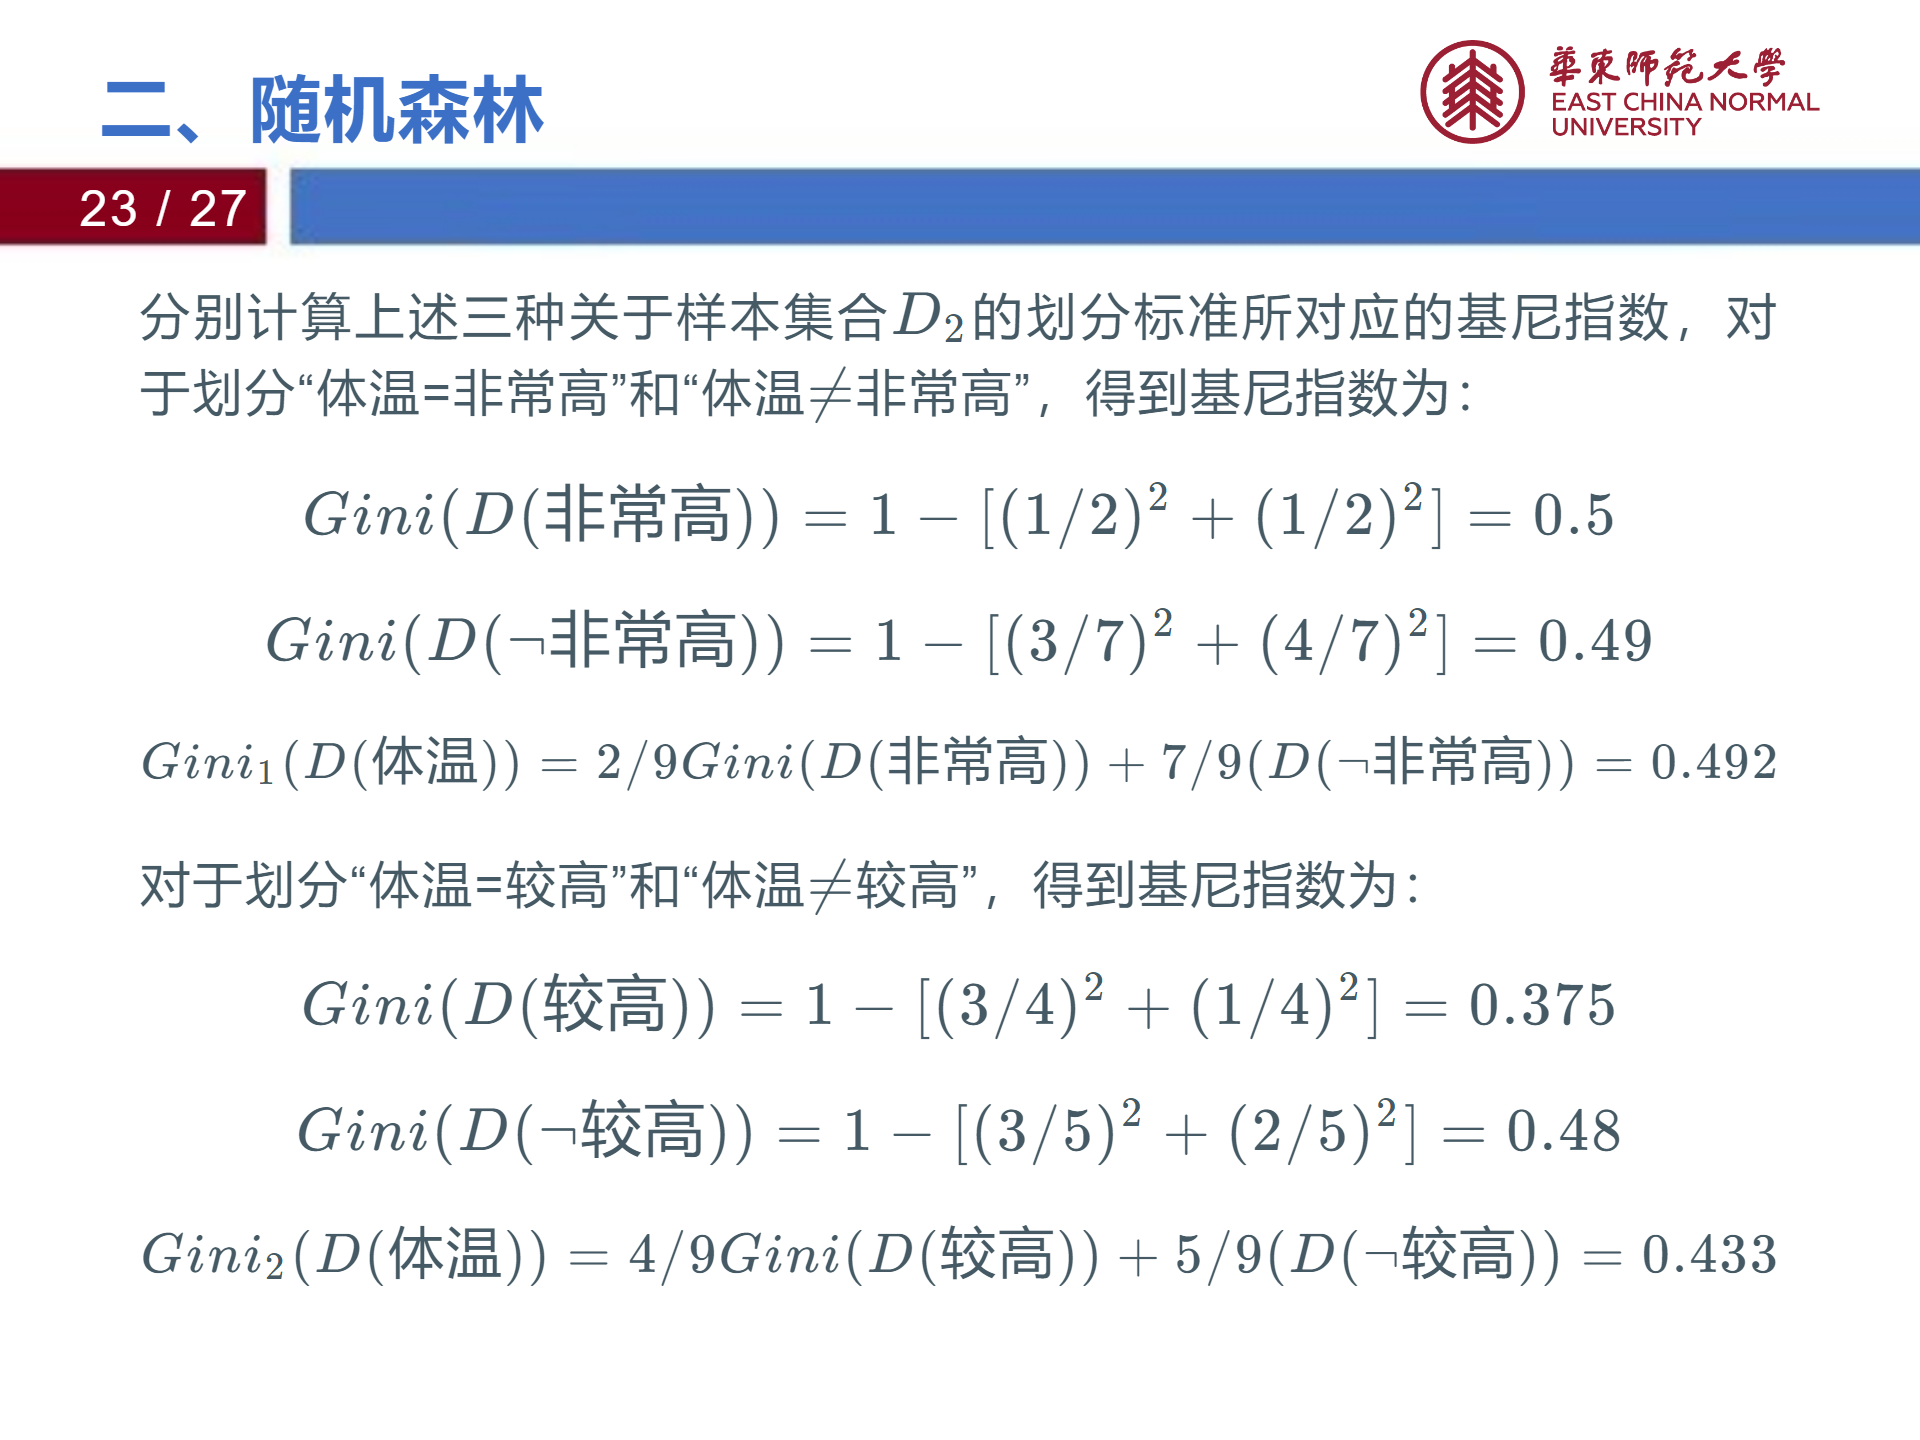 二、随机森林
華東師範大學
EAST CHINA NORMAL
UNIVERSITY
23 / 27
分别计算上述三种关于样本集合D₂的划分标准所对应的基尼指数，对
于划分“体温=非常高”和“体温≠非常高”，得到基尼指数为：
Gini(D(非常高)) = 1 − [(1/2)² + (1/2)²] = 0.5
Gini(D(¬非常高)) = 1 − [(3/7)² + (4/7)²] = 0.49
Gini₁(D(体温)) = 2/9Gini(D(非常高)) + 7/9(D(¬非常高)) = 0.492
对于划分“体温=较高”和“体温≠较高”，得到基尼指数为：
Gini(D(较高)) = 1 − [(3/4)² + (1/4)²] = 0.375
Gini(D(¬较高)) = 1 − [(3/5)² + (2/5)²] = 0.48
Gini₂(D(体温)) = 4/9Gini(D(较高)) + 5/9(D(¬较高)) = 0.433